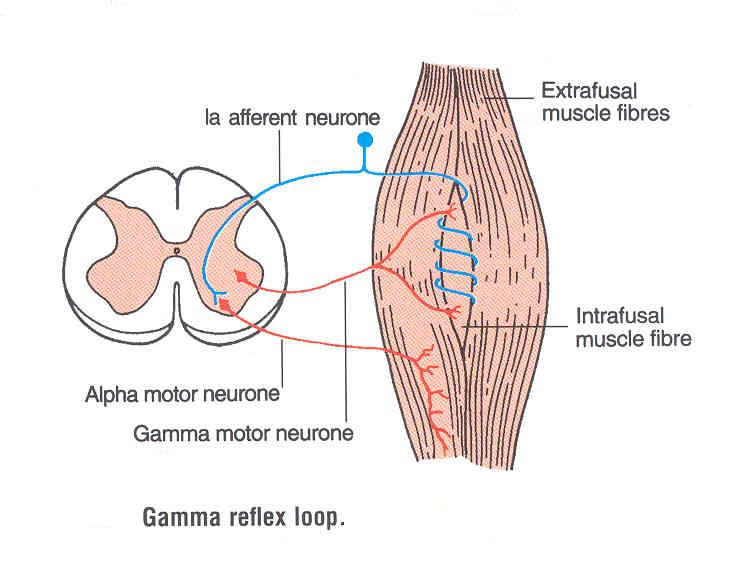 Extrafusal
muscle fibres
Ia afferent neurone
Intrafusal
muscle fibre
Alpha motor neurone
Gamma motor neurone
Gamma reflex loop.